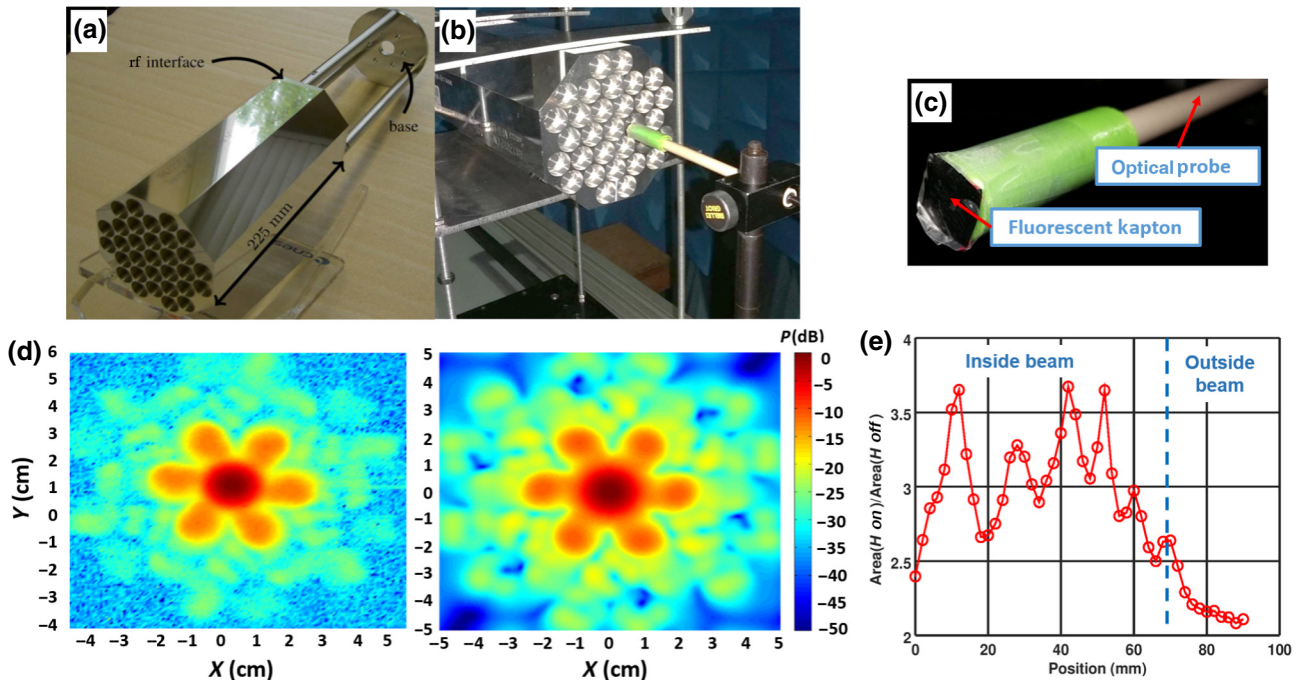 (a)
rf interface
base
225 mm
cnes
(b)
(c)
Optical probe
Fluorescent kapton
(d)
6
5
4
3
2
1
0
−1
−2
−3
−4
Y (cm)
−4 −3 −2 −1 0 1 2 3 4 5
X (cm)
5
4
3
2
1
0
−1
−2
−3
−4
−5
−4 −3 −2 −1 0 1 2 3 4 5
X (cm)
P(dB)
0
−5
−10
−15
−20
−25
−30
−35
−40
−45
−50
(e)
Inside beam
Outside
beam
4
3.5
3
2.5
2
Area(H on)/Area(H off)
0 20 40 60 80 100
Position (mm)